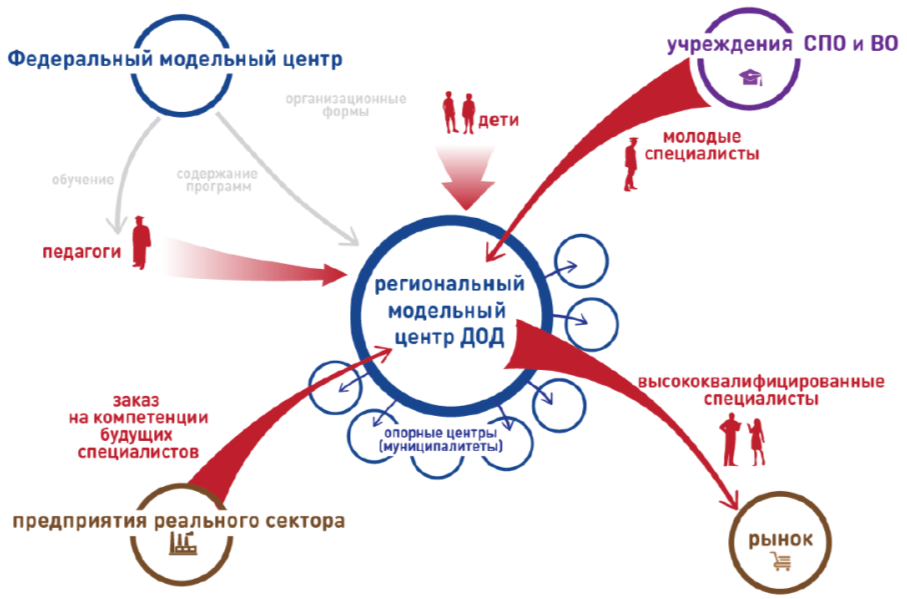 Федеральный модельный центр
учреждения СПО и ВО
организационные
формы
дети
молодые
специалисты
обучение
содержание
программ
педагоги
региональный
модельный
центр ДОД
заказ
на компетенции
будущих
специалистов
высококвалифицированные
специалисты
опорные центры
(муниципалитеты)
предприятия реального сектора
рынок